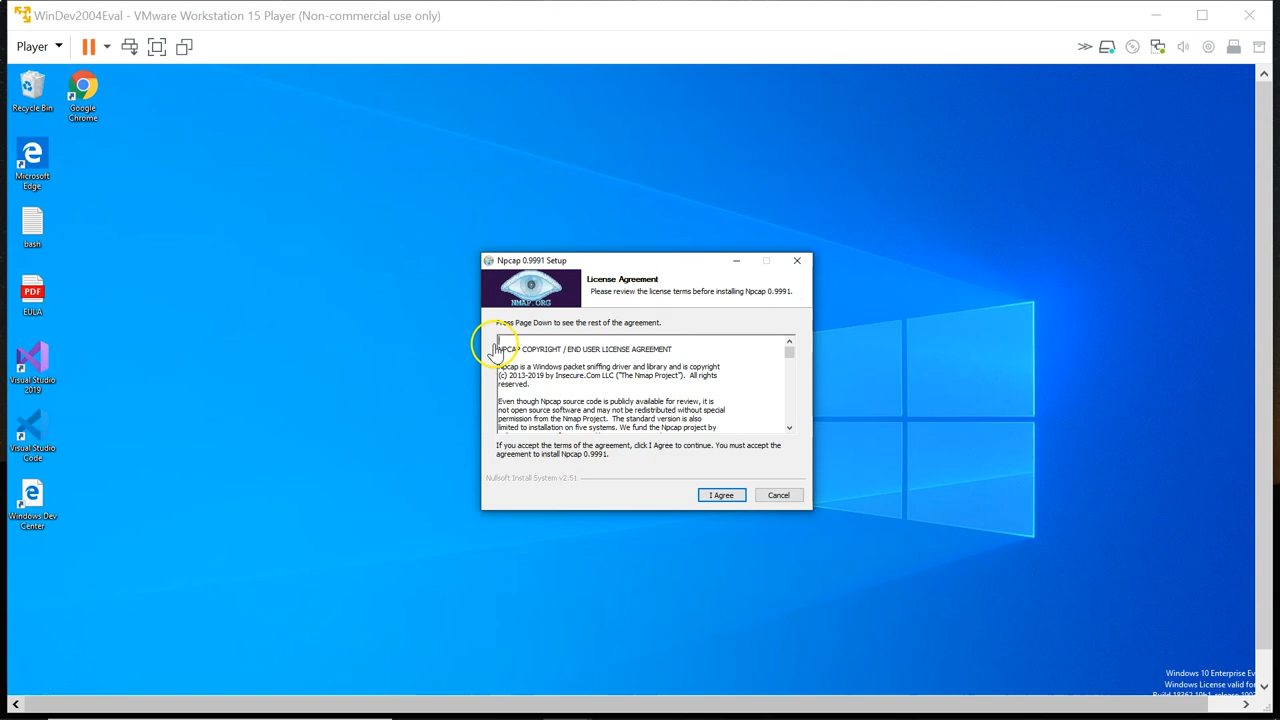 WinDev2004Eval - VMware Workstation 15 Player (Non-commercial use only)
Player
Recycle Bin
Google
Chrome
Microsoft
Edge
bash
PDF
EULA
Visual Studio
2019
Visual Studio
Code
Windows Dev
Center
Npcap 0.9991 Setup
NMAP.ORG
License Agreement
Please review the license terms before installing Npcap 0.9991.
Press Page Down to see the rest of the agreement.
NPCAP COPYRIGHT / END USER LICENSE AGREEMENT
Npcap is a Windows packet sniffing driver and library and is copyright
(c) 2013-2019 by Insecure.Com LLC ("The Nmap Project").  All rights
reserved.
Even though Npcap source code is publicly available for review, it is
not open source software and may not be redistributed without special
permission from the Nmap Project.  The standard version is also
limited to installation on five systems. We fund the Npcap project by
If you accept the terms of the agreement, click I Agree to continue. You must accept the
agreement to install Npcap 0.9991.
Nullsoft Install System v2.51
I Agree
Cancel
Windows 10 Enterprise Ev
Windows License valid for